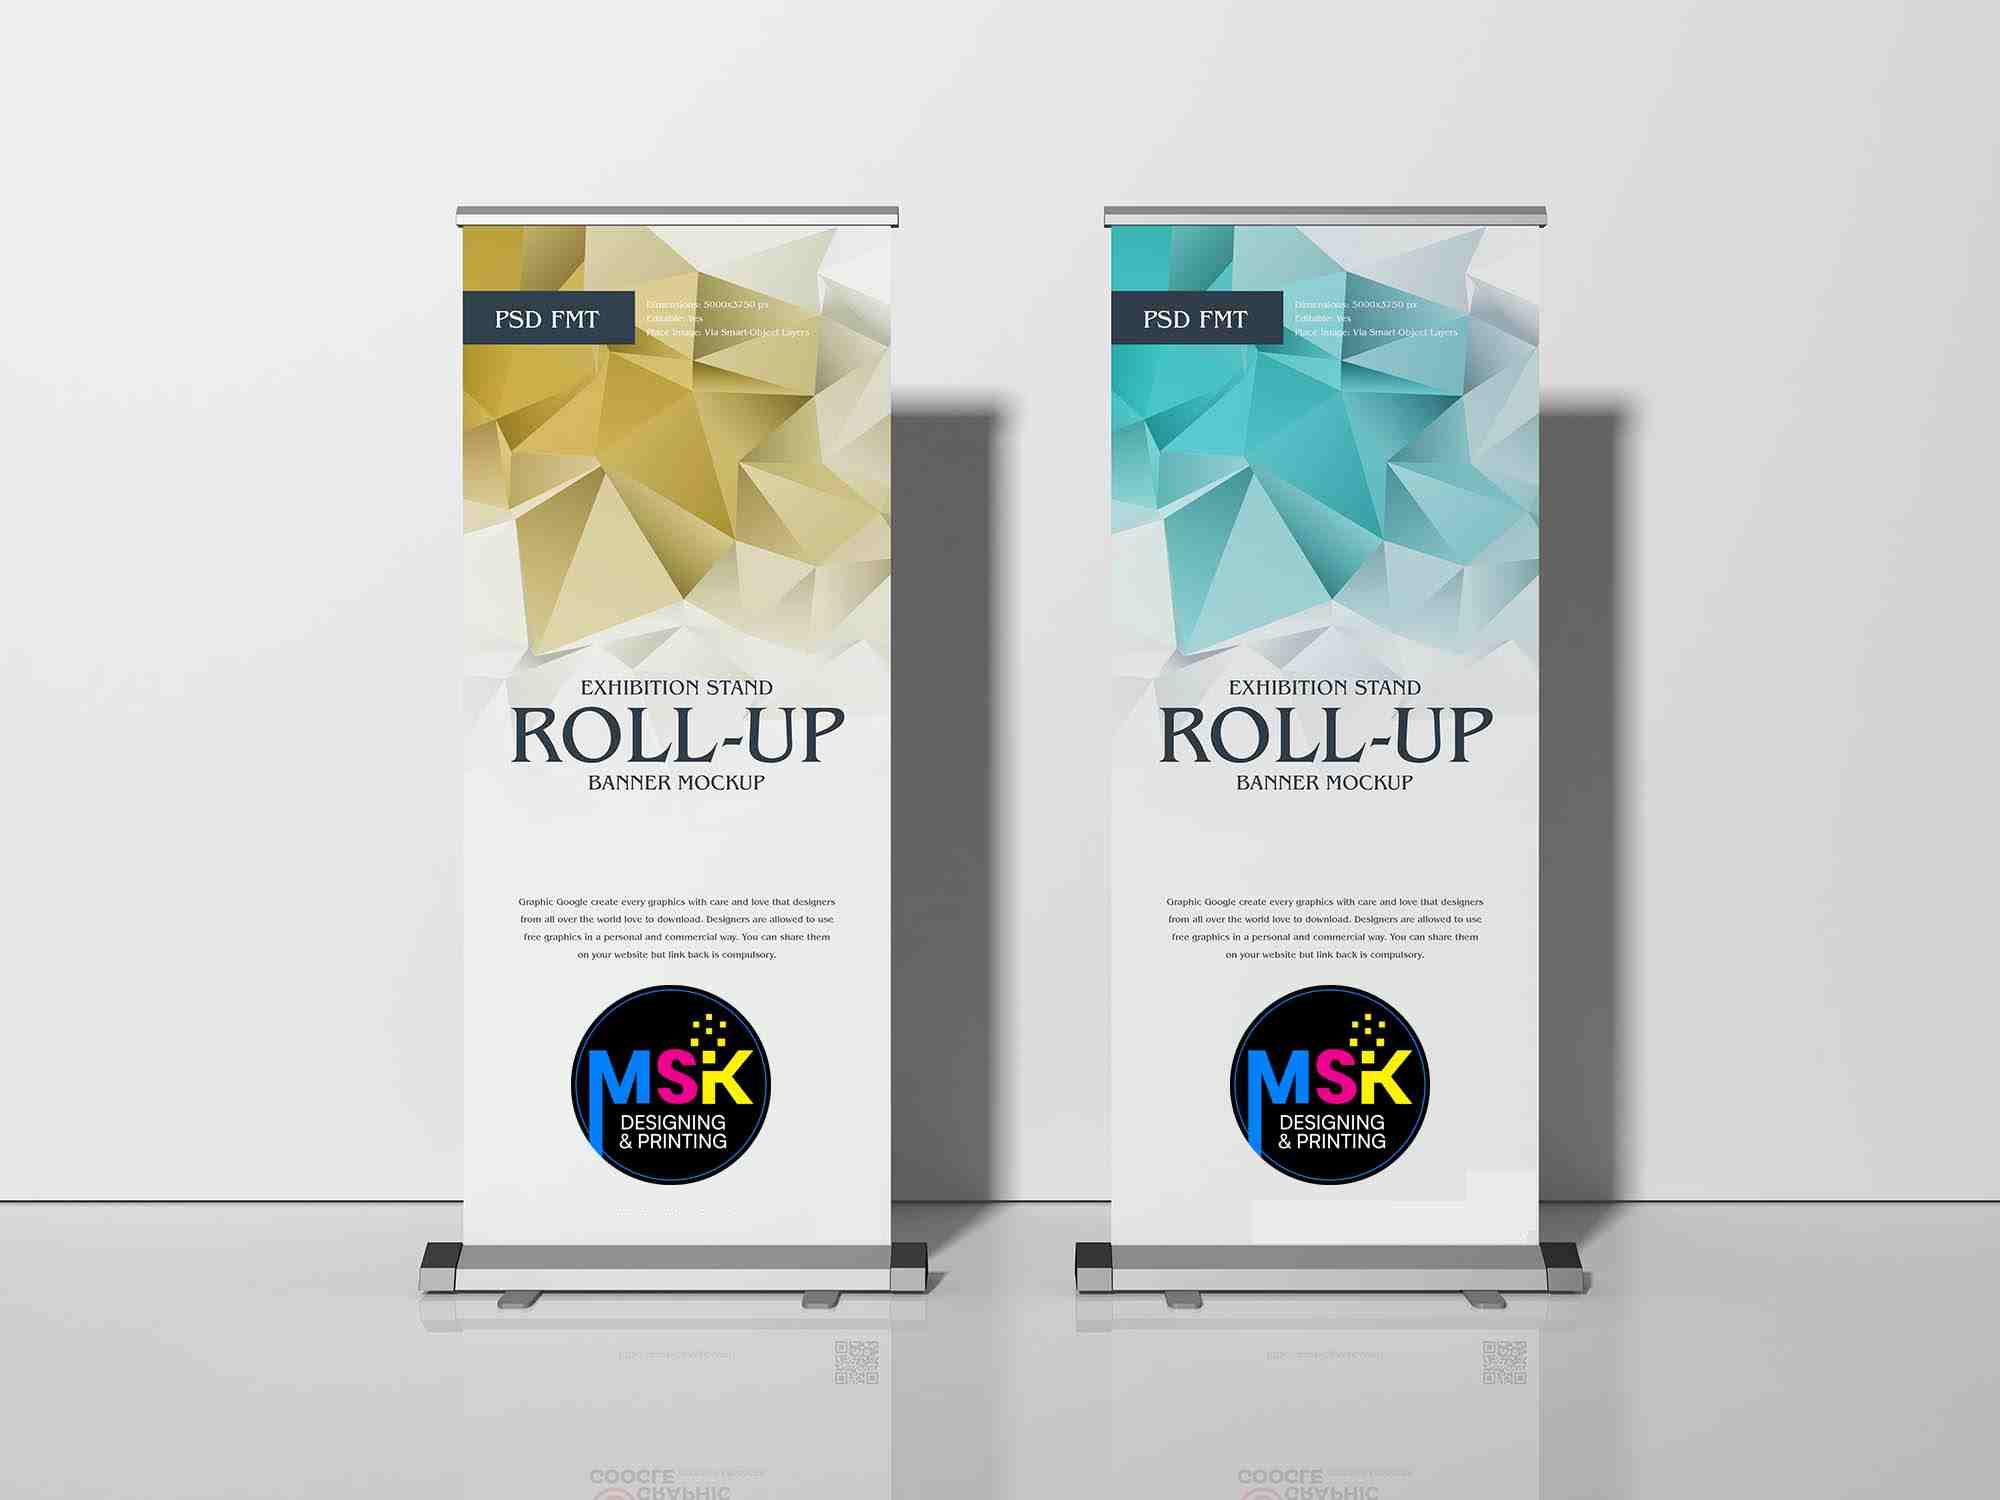 PSD FMT
Dimensions: 5000x3750 px
Editable: Yes
Place Image: Via Smart-Object Layers
EXHIBITION STAND
ROLL-UP
BANNER MOCKUP
Graphic Google create every graphics with care and love that designers
from all over the world love to download. Designers are allowed to use
free graphics in a personal and commercial way. You can share them
on your website but link back is compulsory.
MSK
DESIGNING
& PRINTING
PSD FMT
Dimensions: 5000x3750 px
Editable: Yes
Place Image: Via Smart-Object Layers
EXHIBITION STAND
ROLL-UP
BANNER MOCKUP
Graphic Google create every graphics with care and love that designers
from all over the world love to download. Designers are allowed to use
free graphics in a personal and commercial way. You can share them
on your website but link back is compulsory.
MSK
DESIGNING
& PRINTING
GOOGLE
GRAPHIC
GOOGLE
GRAPHIC